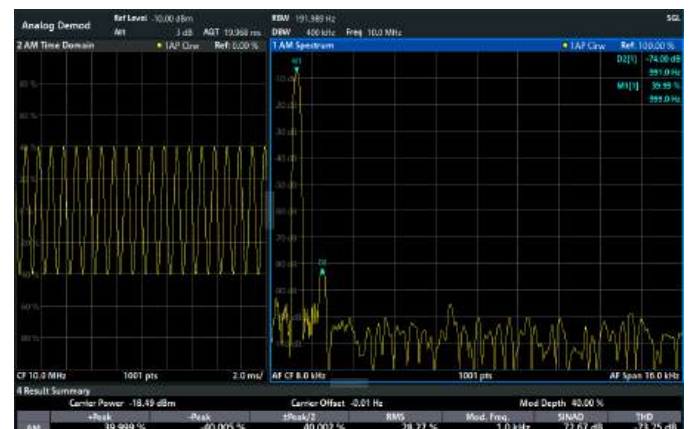 Analog Demod
Ref Level -10.00 dBm
RBW 191.989 Hz
SGL
Att 3 dB AQT 19.968 ms DBW 400 kHz Freq 10.0 MHz
2 AM Time Domain
1AP Clrw Ref: 0.00 %
1 AM Spectrum
1AP Clrw Ref: 100.00 %
D2[1] -74.00 dB
991.0 Hz
M1[1] 39.99 %
999.0 Hz
M1
D2
CF 10.0 MHz 1001 pts 2.0 ms/
AF CF 8.0 kHz 1001 pts AF Span 16.0 kHz
4 Result Summary
Carrier Power -18.49 dBm Carrier Offset -0.01 Hz Mod Depth 40.00 %
+Peak -Peak ±Peak/2 RMS Mod. Freq. SINAD THD
AM 39.999 % -40.005 % 40.002 % 28.27 % 1.0 kHz 72.67 dB -73.25 dB